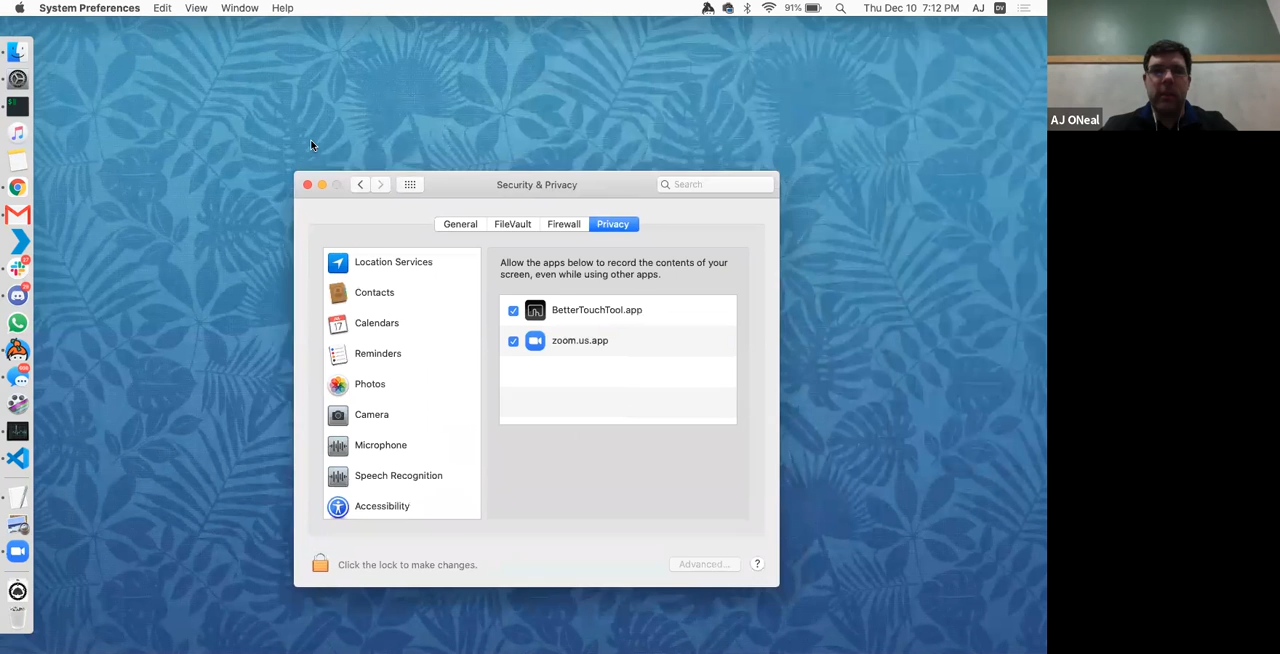 System Preferences Edit View Window Help 91% Thu Dec 10 7:12 PM AJ DV
AJ ONeal
Security & Privacy Search
General FileVault Firewall Privacy
Location Services
Contacts
Calendars
Reminders
Photos
Camera
Microphone
Speech Recognition
Accessibility
Allow the apps below to record the contents of your
screen, even while using other apps.
BetterTouchTool.app
zoom.us.app
Click the lock to make changes.
Advanced... ?